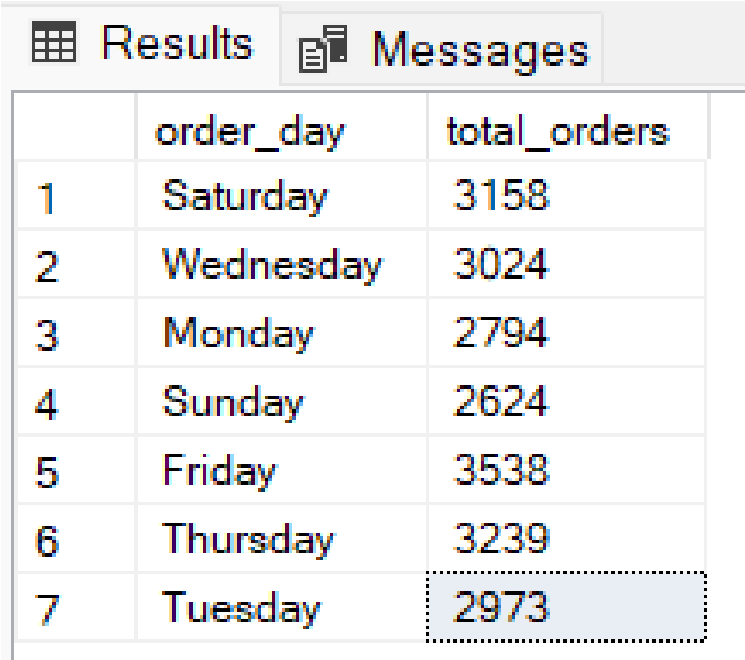 Results Messages
order_day total_orders
1 Saturday 3158
2 Wednesday 3024
3 Monday 2794
4 Sunday 2624
5 Friday 3538
6 Thursday 3239
7 Tuesday 2973